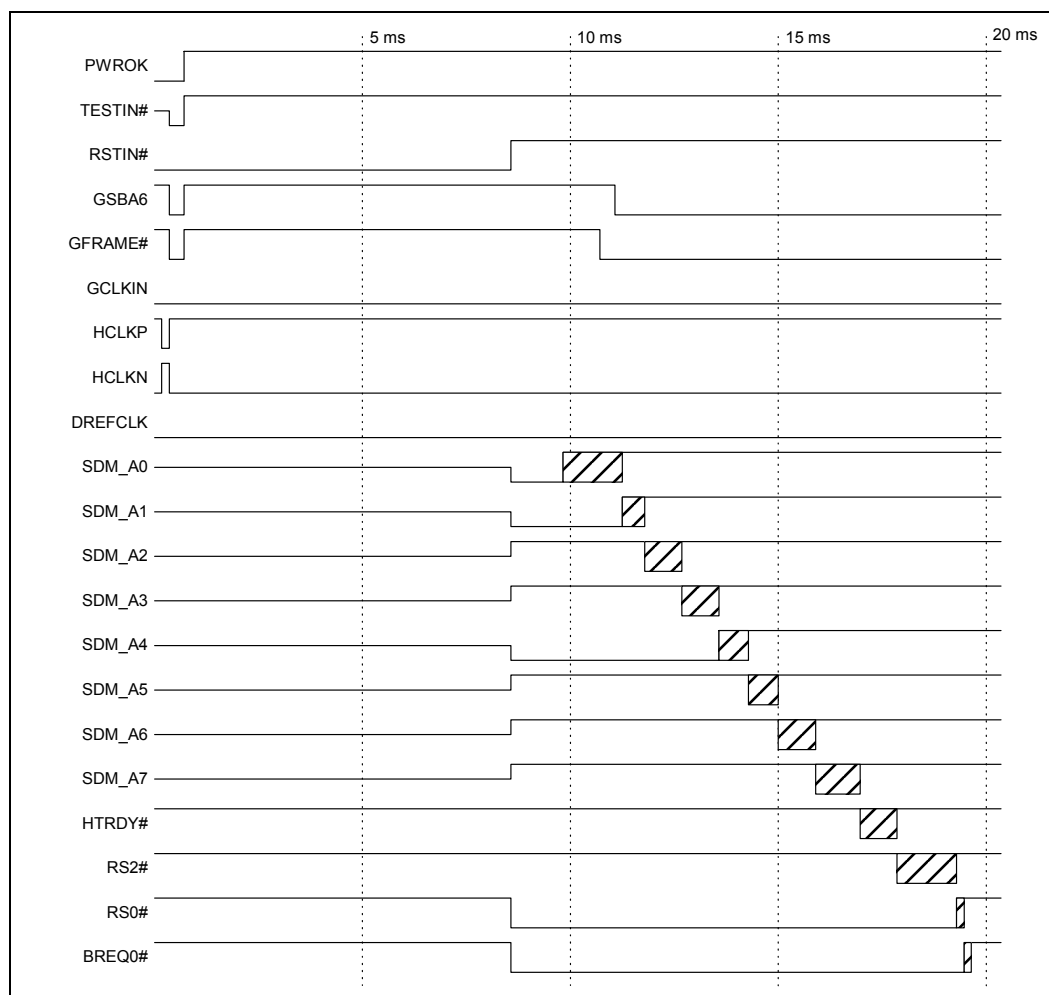 5 ms 10 ms 15 ms 20 ms
PWROK
TESTIN#
RSTIN#
GSBA6
GFRAME#
GCLKIN
HCLKP
HCLKN
DREFCLK
SDM_A0
SDM_A1
SDM_A2
SDM_A3
SDM_A4
SDM_A5
SDM_A6
SDM_A7
HTRDY#
RS2#
RS0#
BREQ0#